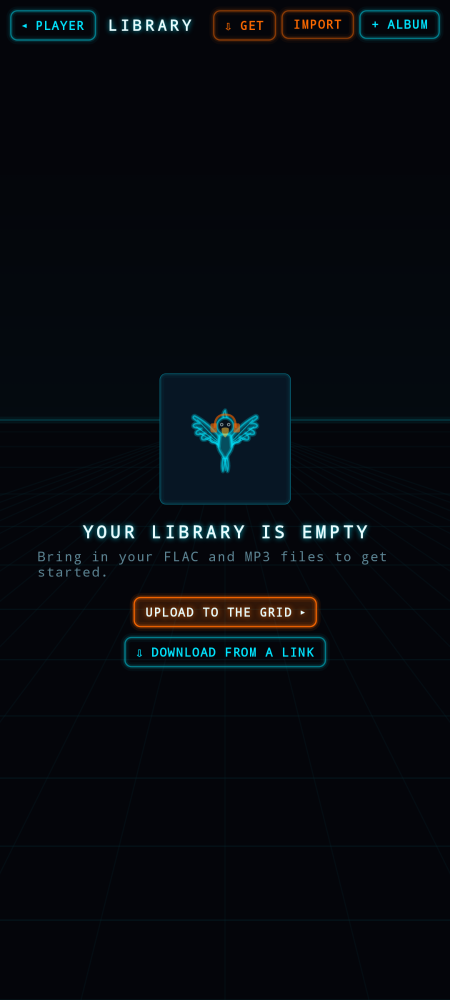 ◂ PLAYER LIBRARY ⇩ GET IMPORT + ALBUM
YOUR LIBRARY IS EMPTY
Bring in your FLAC and MP3 files to get
started.
UPLOAD TO THE GRID ▸
⇩ DOWNLOAD FROM A LINK